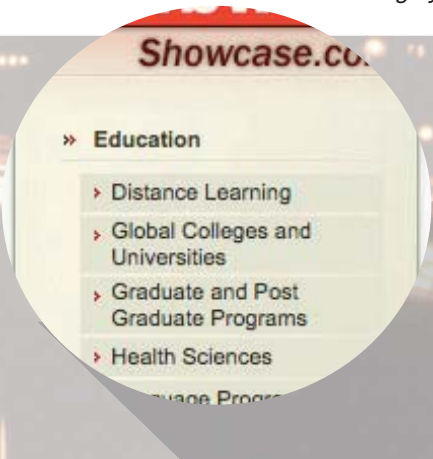 Showcase.co
» Education
› Distance Learning
› Global Colleges and
Universities
› Graduate and Post
Graduate Programs
› Health Sciences